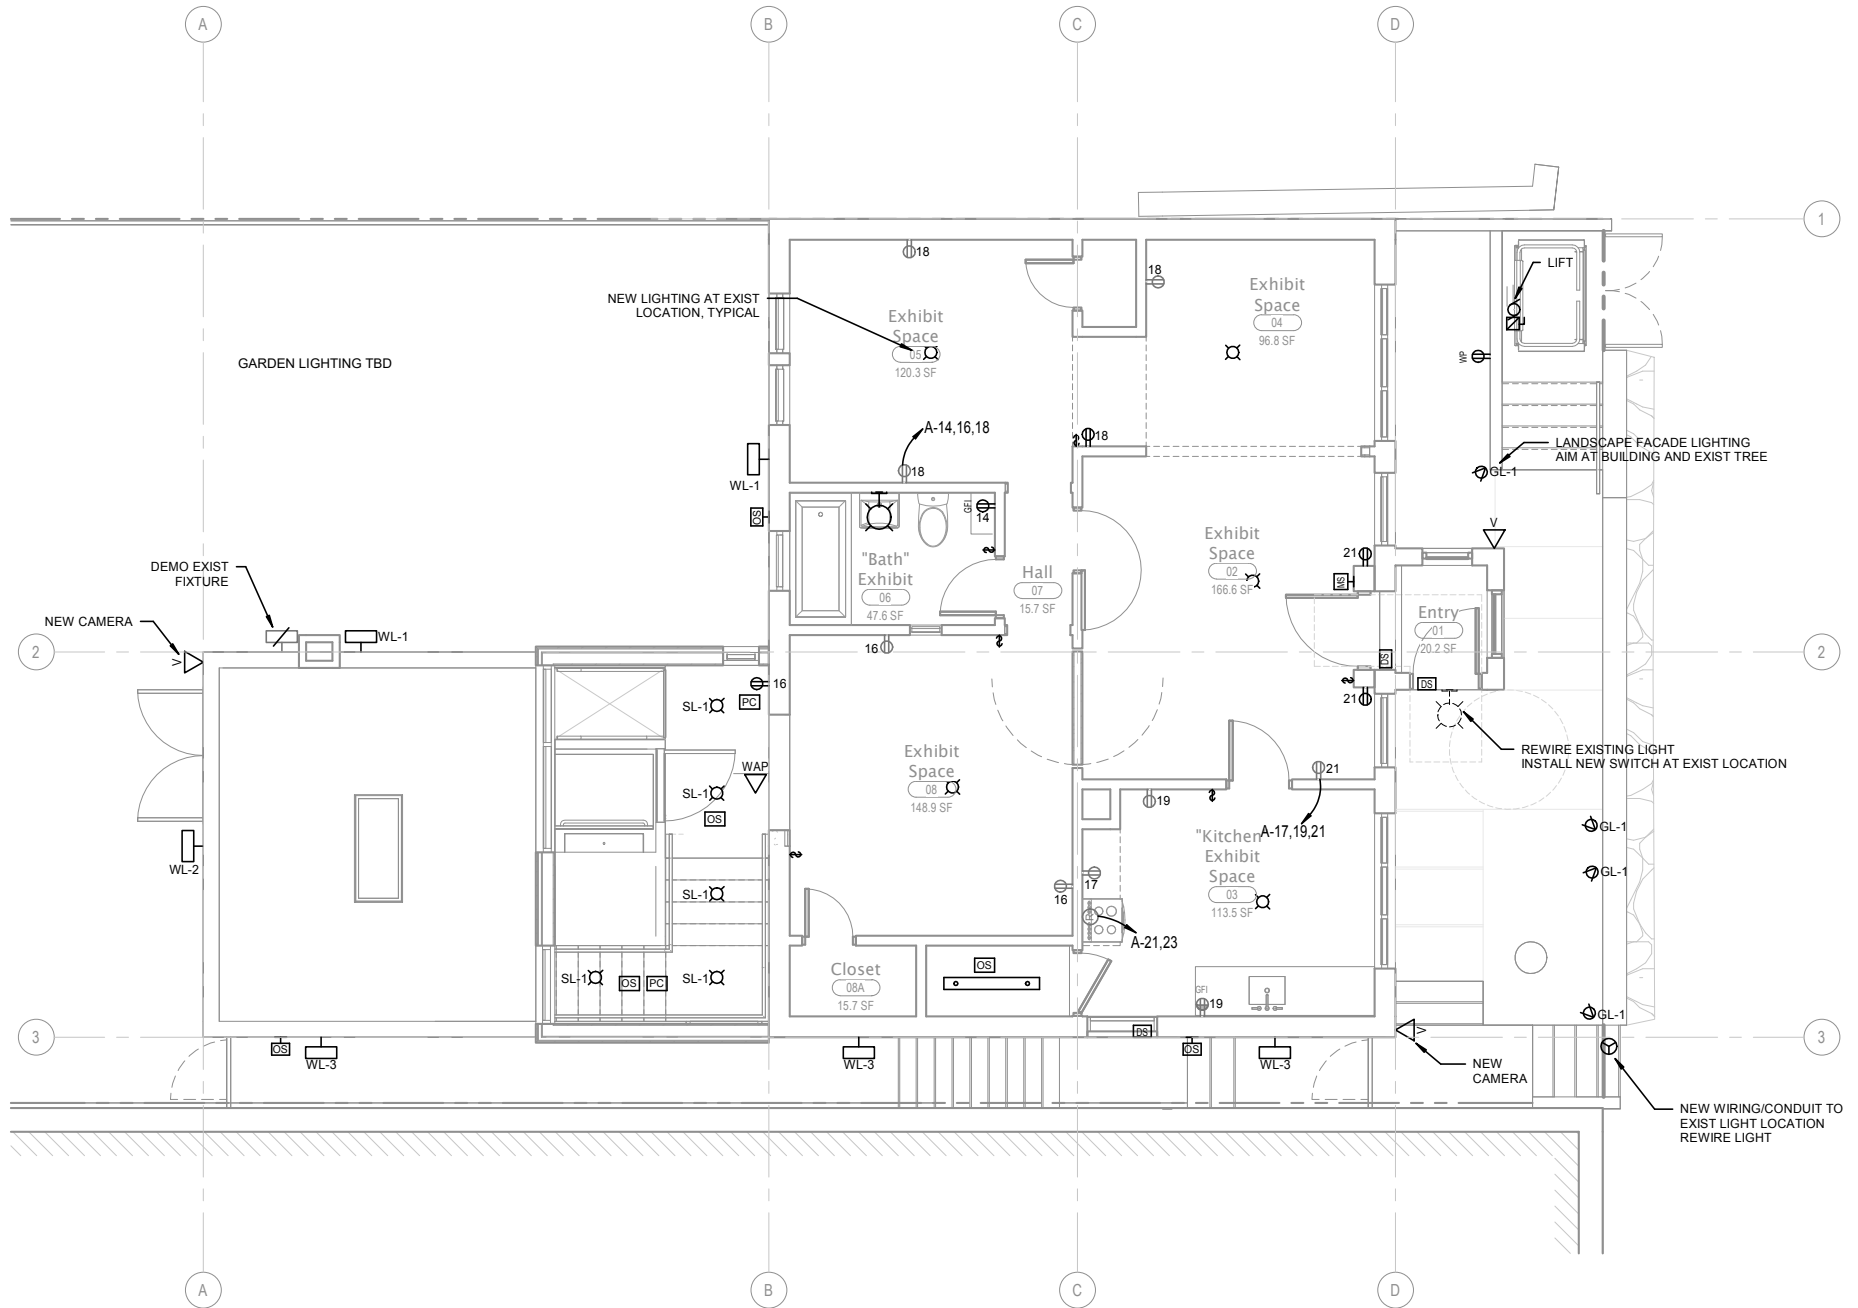 A
B
C
D
1
LIFT
18
18
Exhibit
Space
04
96.8 SF
NEW LIGHTING AT EXIST
LOCATION, TYPICAL
Exhibit
Space
05
120.3 SF
WP
GARDEN LIGHTING TBD
A-14,16,18
18
LANDSCAPE FACADE LIGHTING
AIM AT BUILDING AND EXIST TREE
GL-1
18
WL-1
OS
GFI
14
V
"Bath"
Exhibit
06
47.6 SF
Hall
07
15.7 SF
Exhibit
Space
02
166.6 SF
21
MS
Entry
01
20.2 SF
DEMO EXIST
FIXTURE
NEW CAMERA
V
WL-1
2
2
16
DS
DS
16
PC
SL-1
21
REWIRE EXISTING LIGHT
INSTALL NEW SWITCH AT EXIST LOCATION
Exhibit
Space
08
148.9 SF
WAP
SL-1
OS
21
19
A-17,19,21
"Kitchen
Exhibit
Space
03
113.5 SF
GL-1
GL-1
WL-2
17
16
SL-1
A-21,23
Closet
08A
15.7 SF
OS
SL-1
OS
PC
SL-1
GFI
19
GL-1
3
OS
WL-3
WL-3
DS
OS
WL-3
V
NEW
CAMERA
3
NEW WIRING/CONDUIT TO
EXIST LIGHT LOCATION
REWIRE LIGHT
A
B
C
D